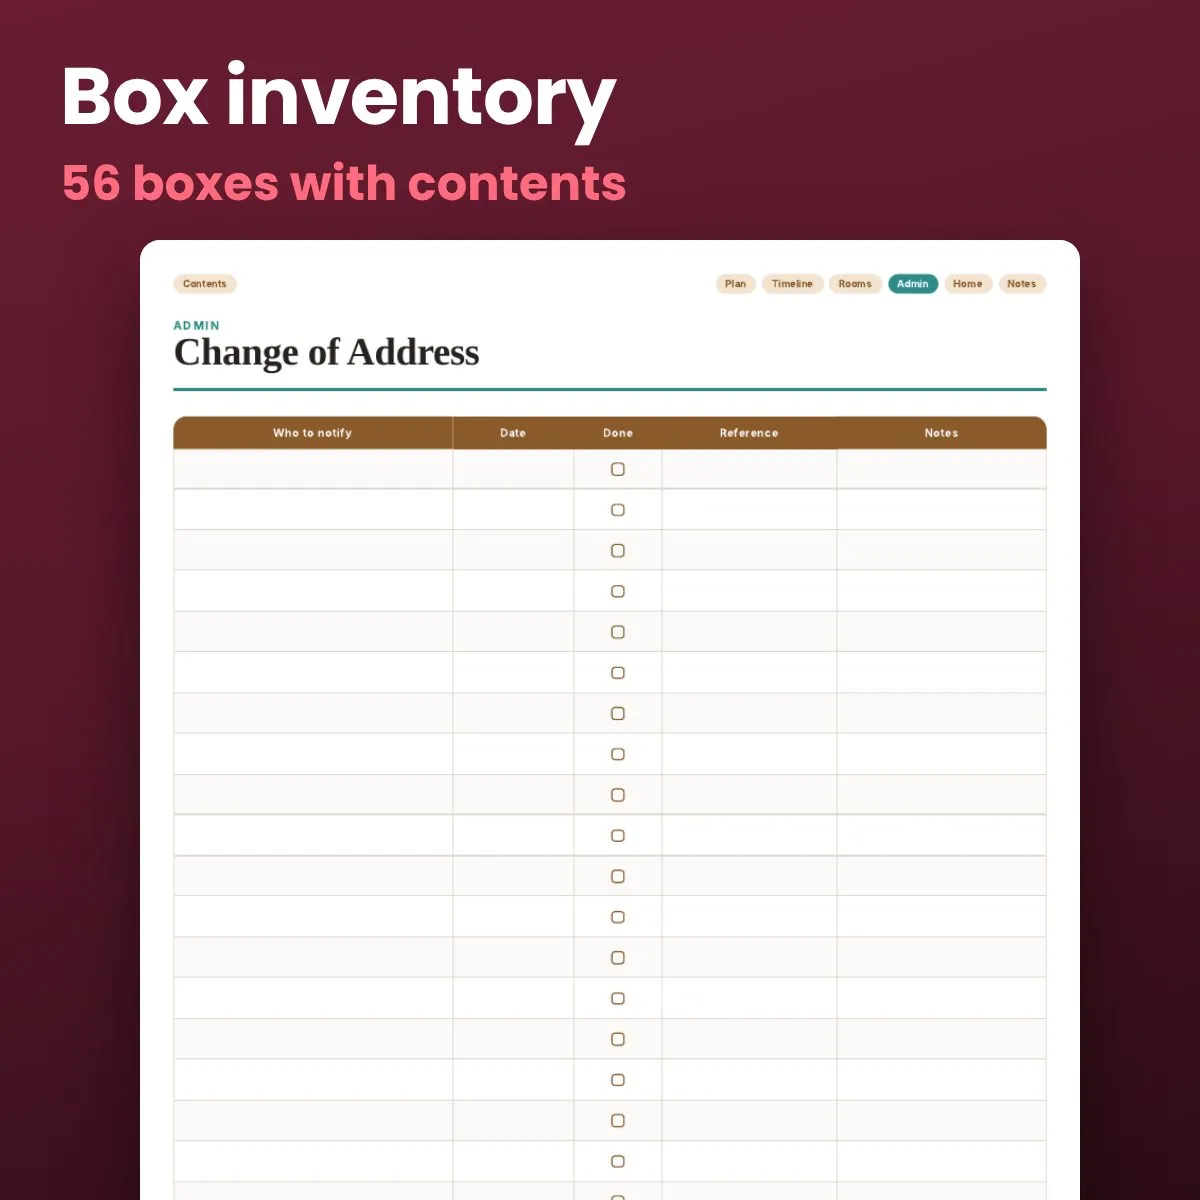 Box inventory
56 boxes with contents
Contents
Plan Timeline Rooms Admin Home Notes
ADMIN
Change of Address
Who to notify Date Done Reference Notes